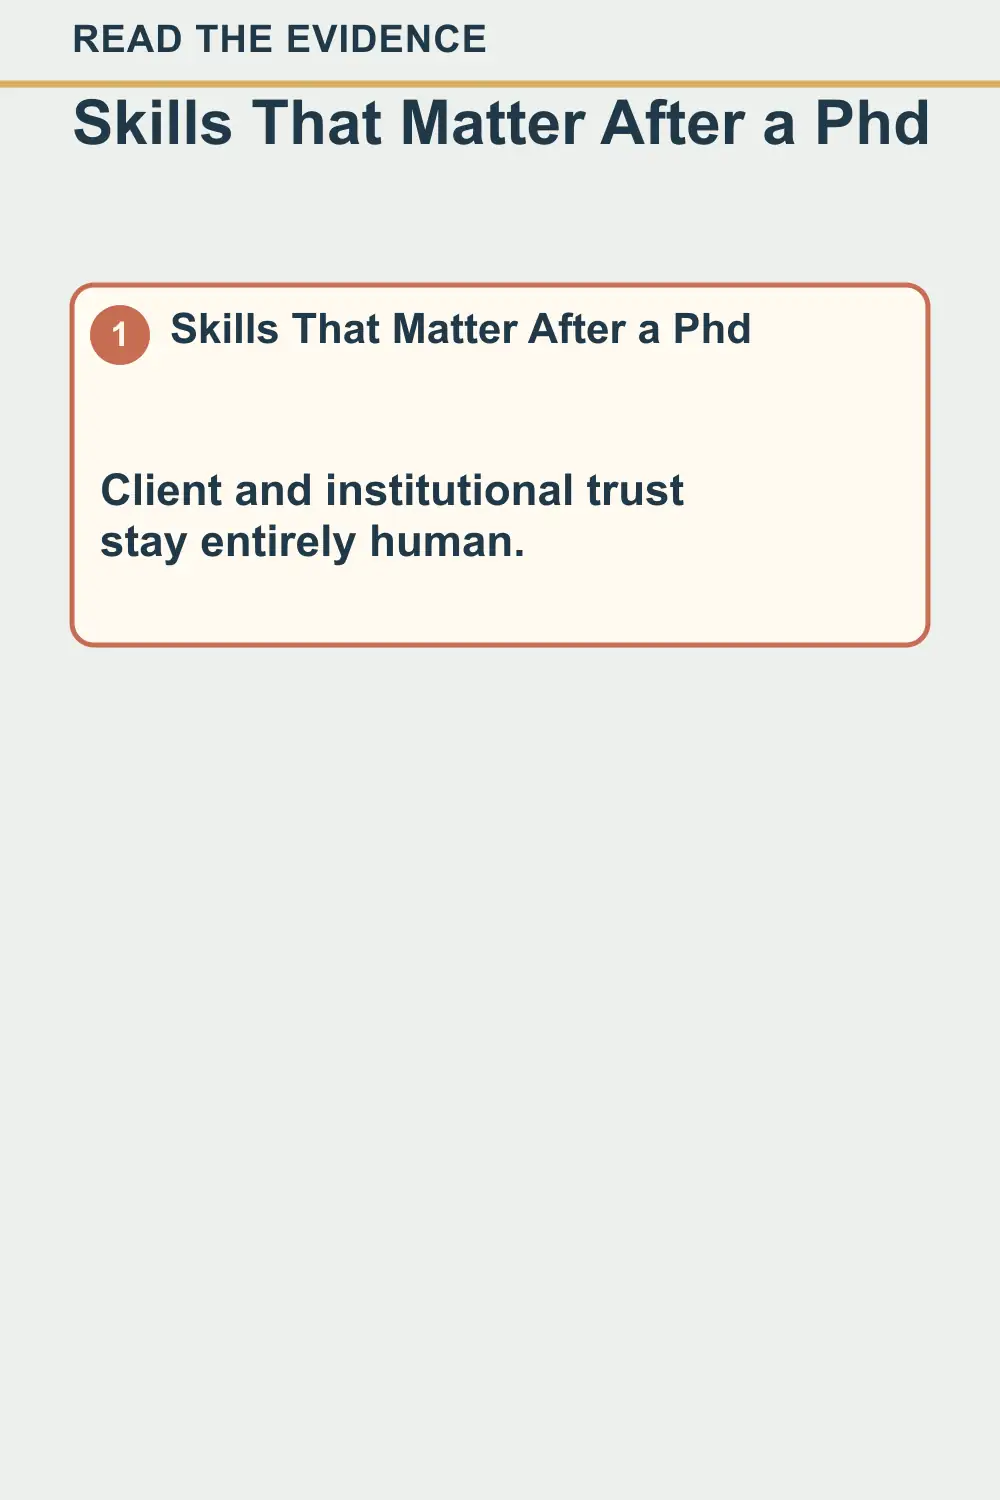 READ THE EVIDENCE
Skills That Matter After a Phd
1 Skills That Matter After a Phd
Client and institutional trust
stay entirely human.